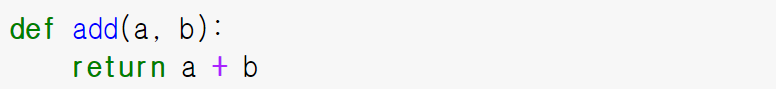 def add(a, b):
    return a + b